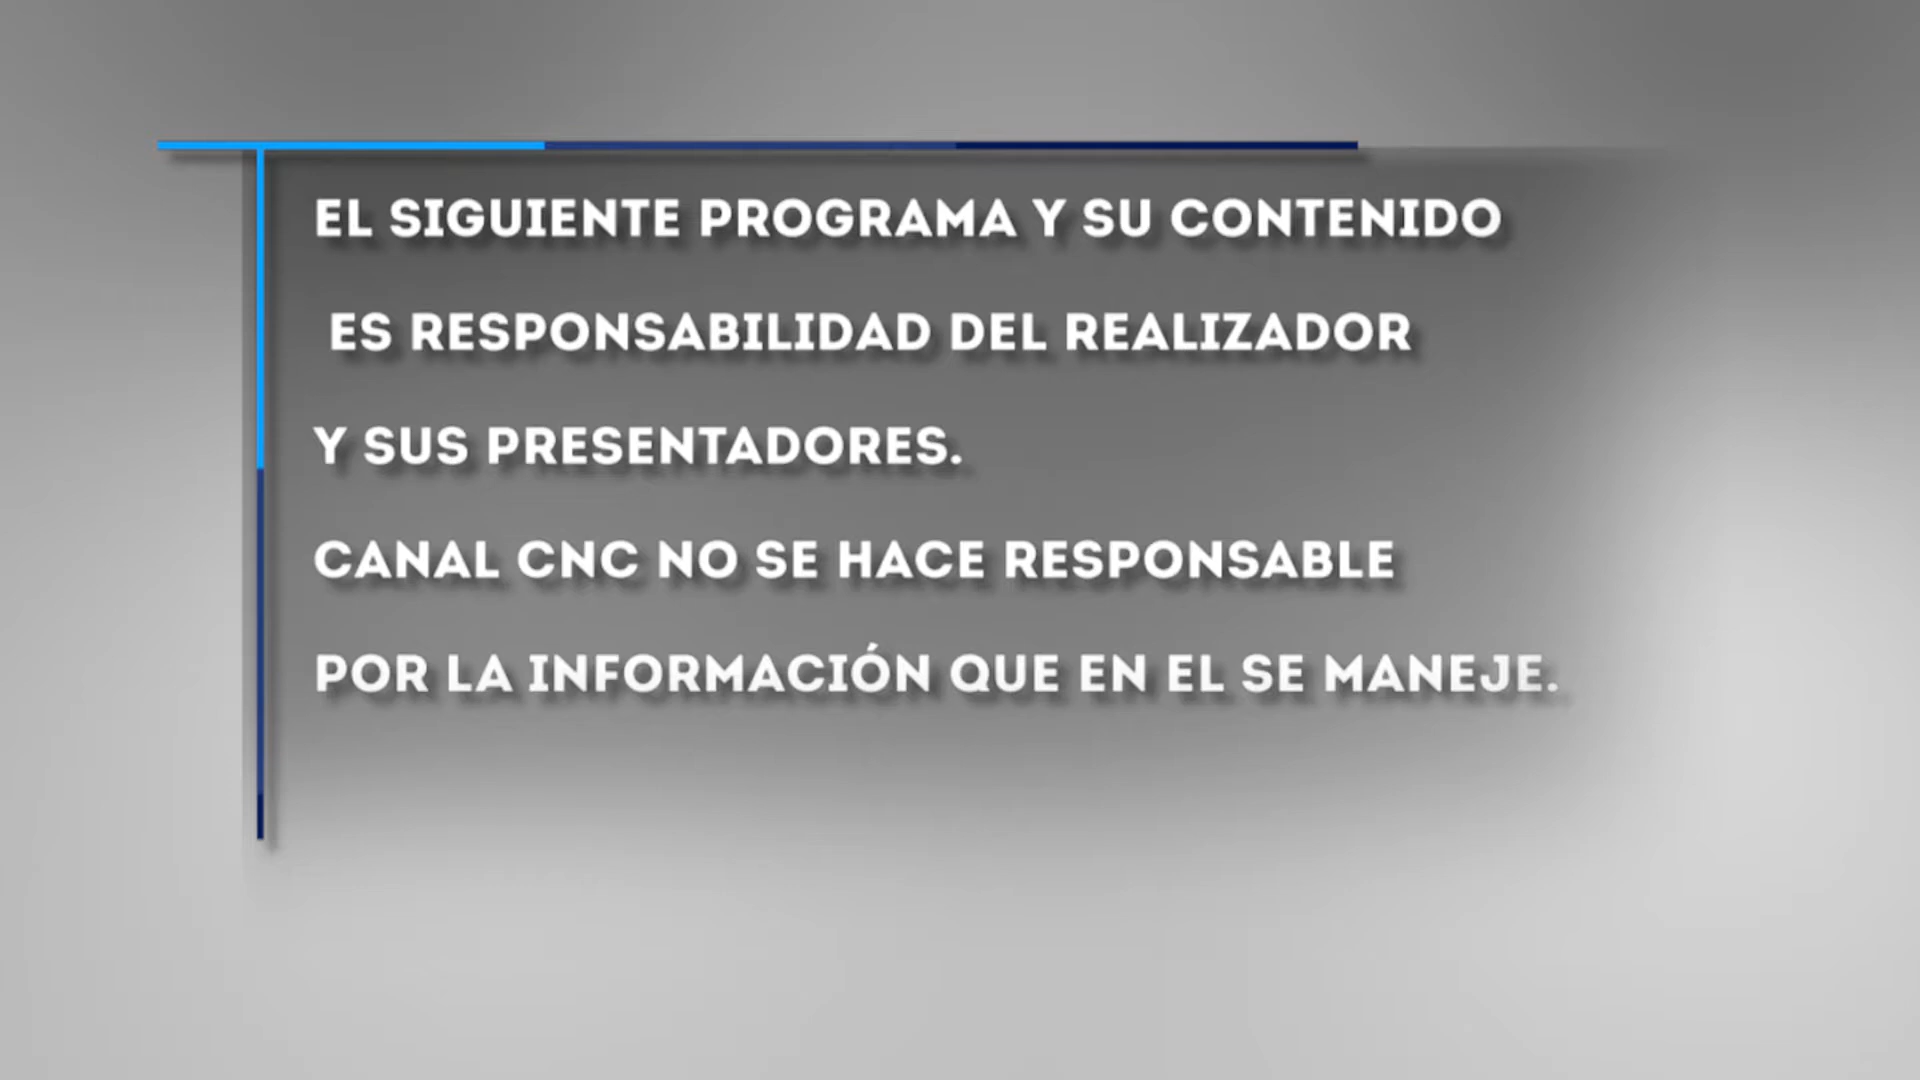 EL SIGUIENTE PROGRAMA Y SU CONTENIDO
ES RESPONSABILIDAD DEL REALIZADOR
Y SUS PRESENTADORES.
CANAL CNC NO SE HACE RESPONSABLE
POR LA INFORMACIÓN QUE EN EL SE MANEJE.